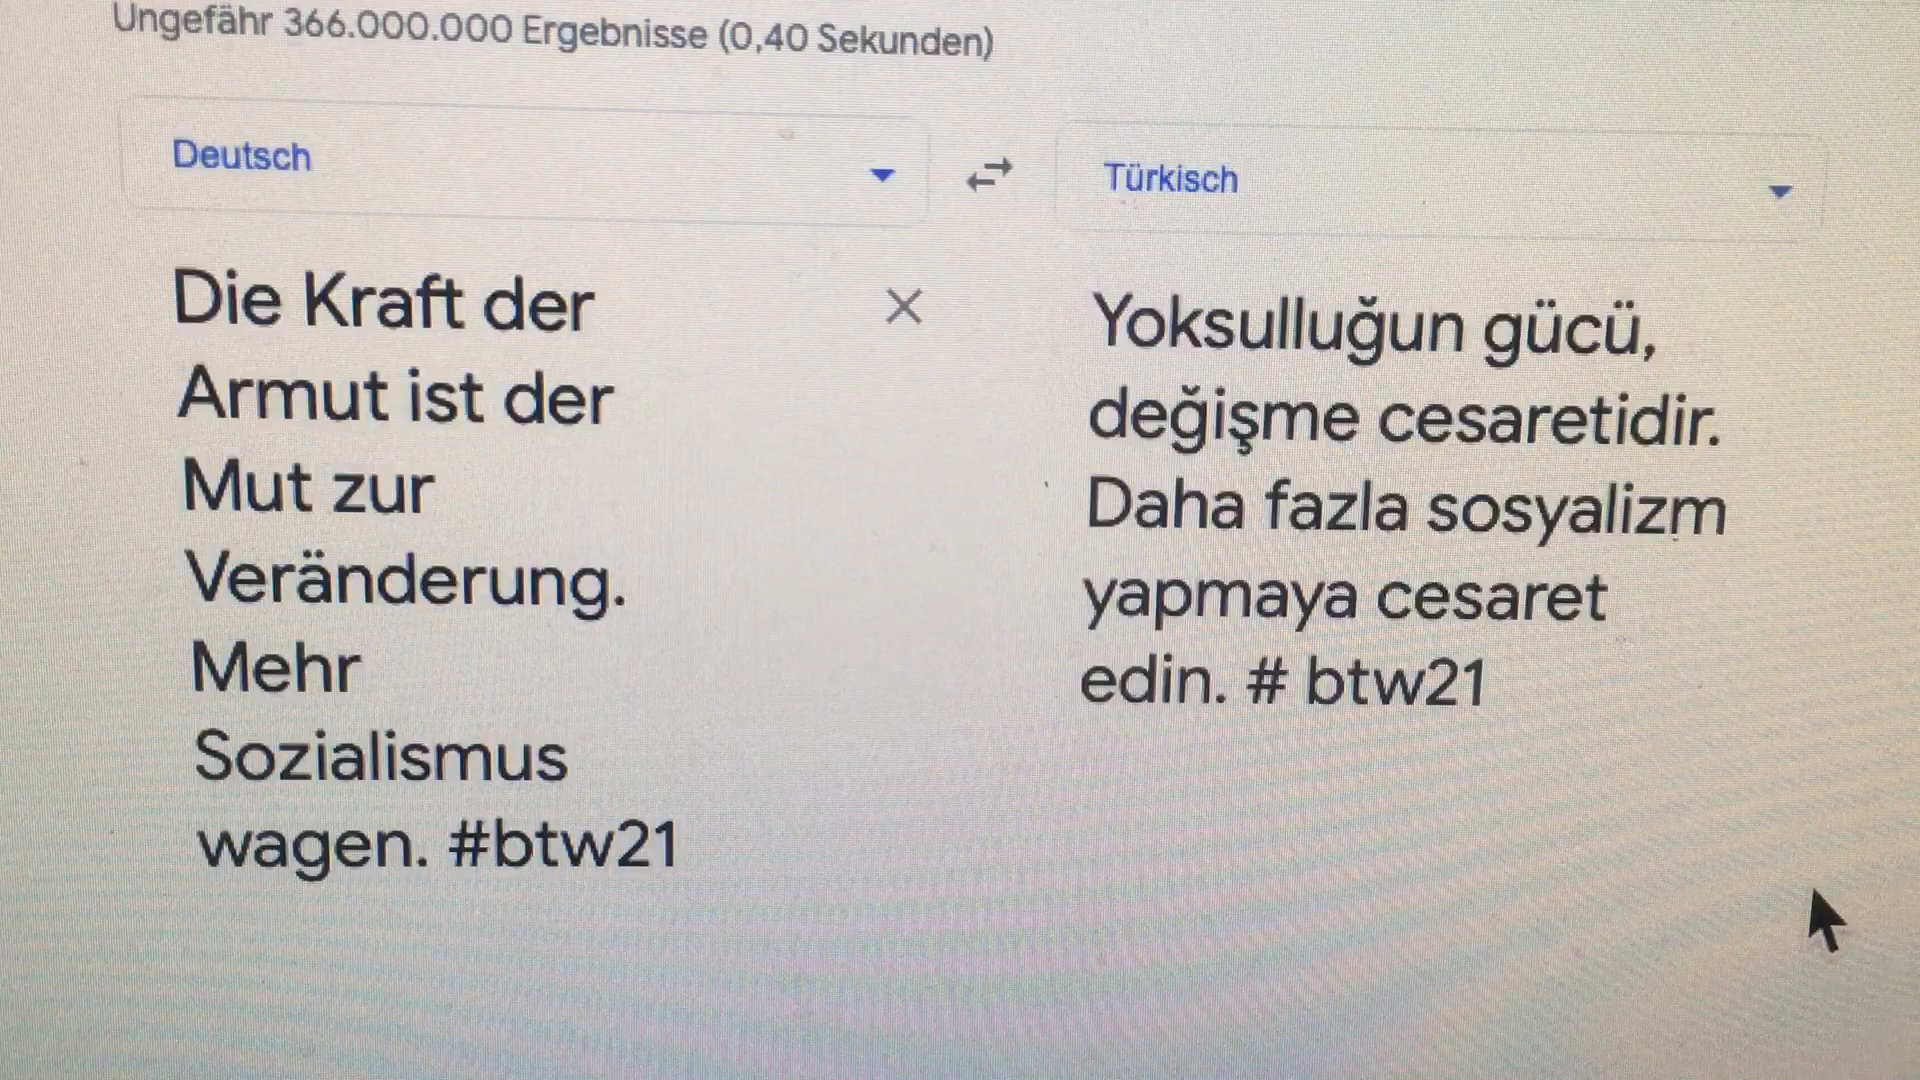 Ungefähr 366.000.000 Ergebnisse (0,40 Sekunden)
Deutsch
Türkisch
Die Kraft der
Armut ist der
Mut zur
Veränderung.
Mehr
Sozialismus
wagen. #btw21
Yoksulluğun gücü,
değişme cesaretidir.
Daha fazla sosyalizm
yapmaya cesaret
edin. # btw21